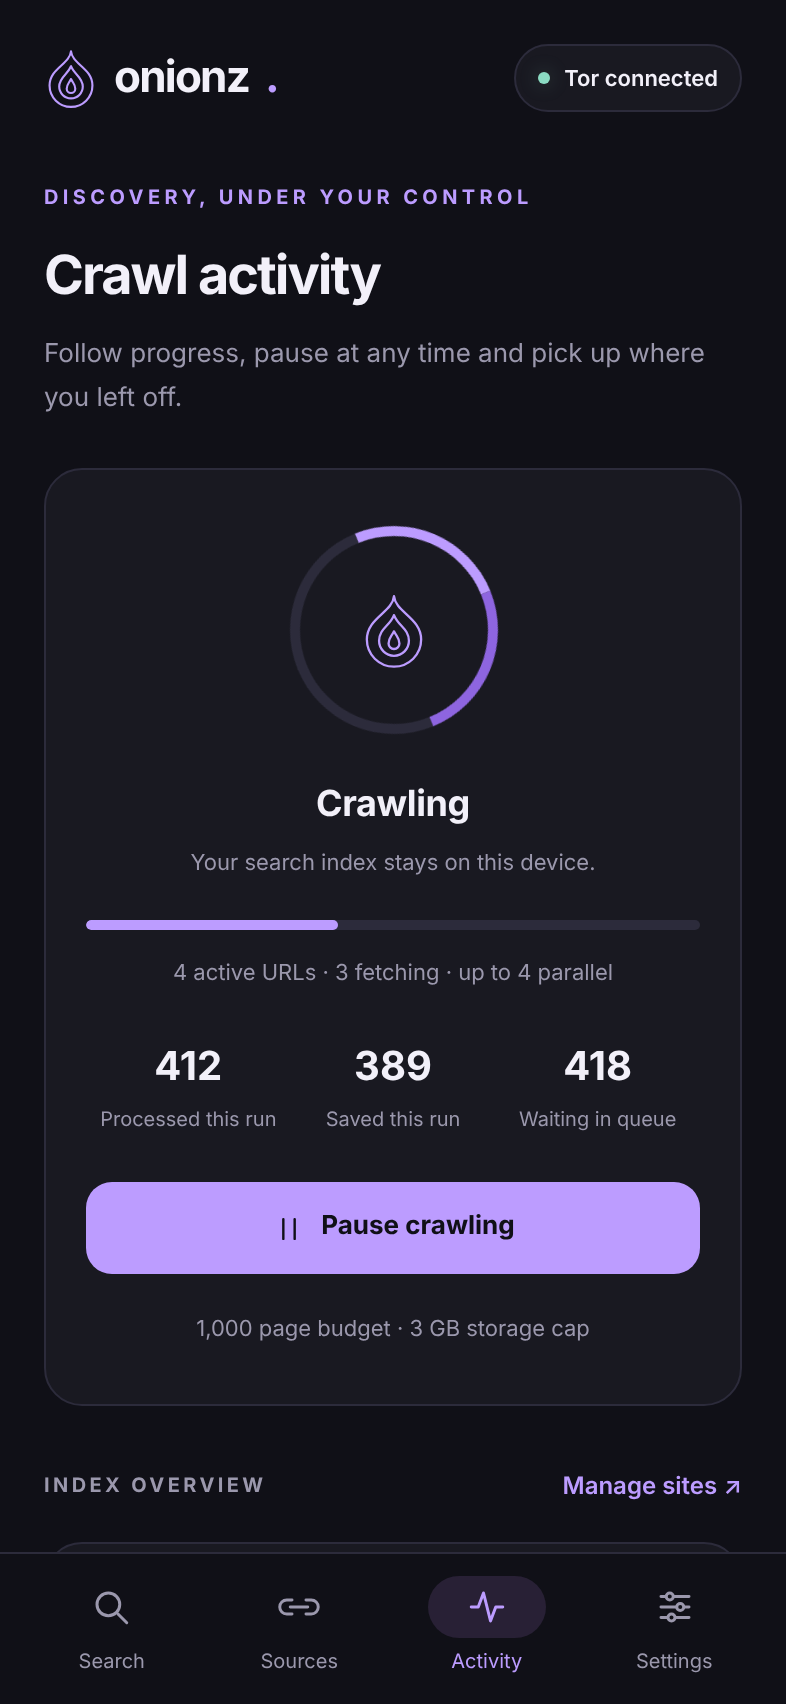 onionz .
Tor connected
DISCOVERY, UNDER YOUR CONTROL
Crawl activity
Follow progress, pause at any time and pick up where
you left off.
Crawling
Your search index stays on this device.
4 active URLs · 3 fetching · up to 4 parallel
412 389 418
Processed this run Saved this run Waiting in queue
Pause crawling
1,000 page budget · 3 GB storage cap
INDEX OVERVIEW Manage sites ↗
Search Sources Activity Settings